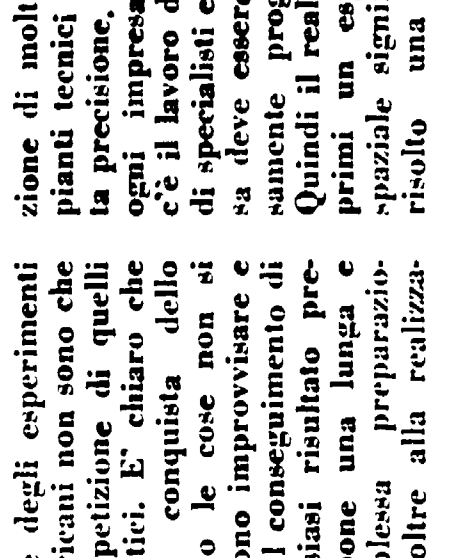 e degli esperimenti
ricani non sono che
petizione di quelli
tici. E' chiaro che
conquista dello
o le cose non si
ono improvvisare e
l conseguimento di
siasi risultato pre-
one una lunga e
plessa preparazio-
oltre alla realizza-
zione di molt
pianti tecnici
ta precisione.
ogni impresa
c'è il lavoro d
di specialisti e
sa deve essere
samente prog
Quindi il real
primi un es
spaziale signi
risolto una